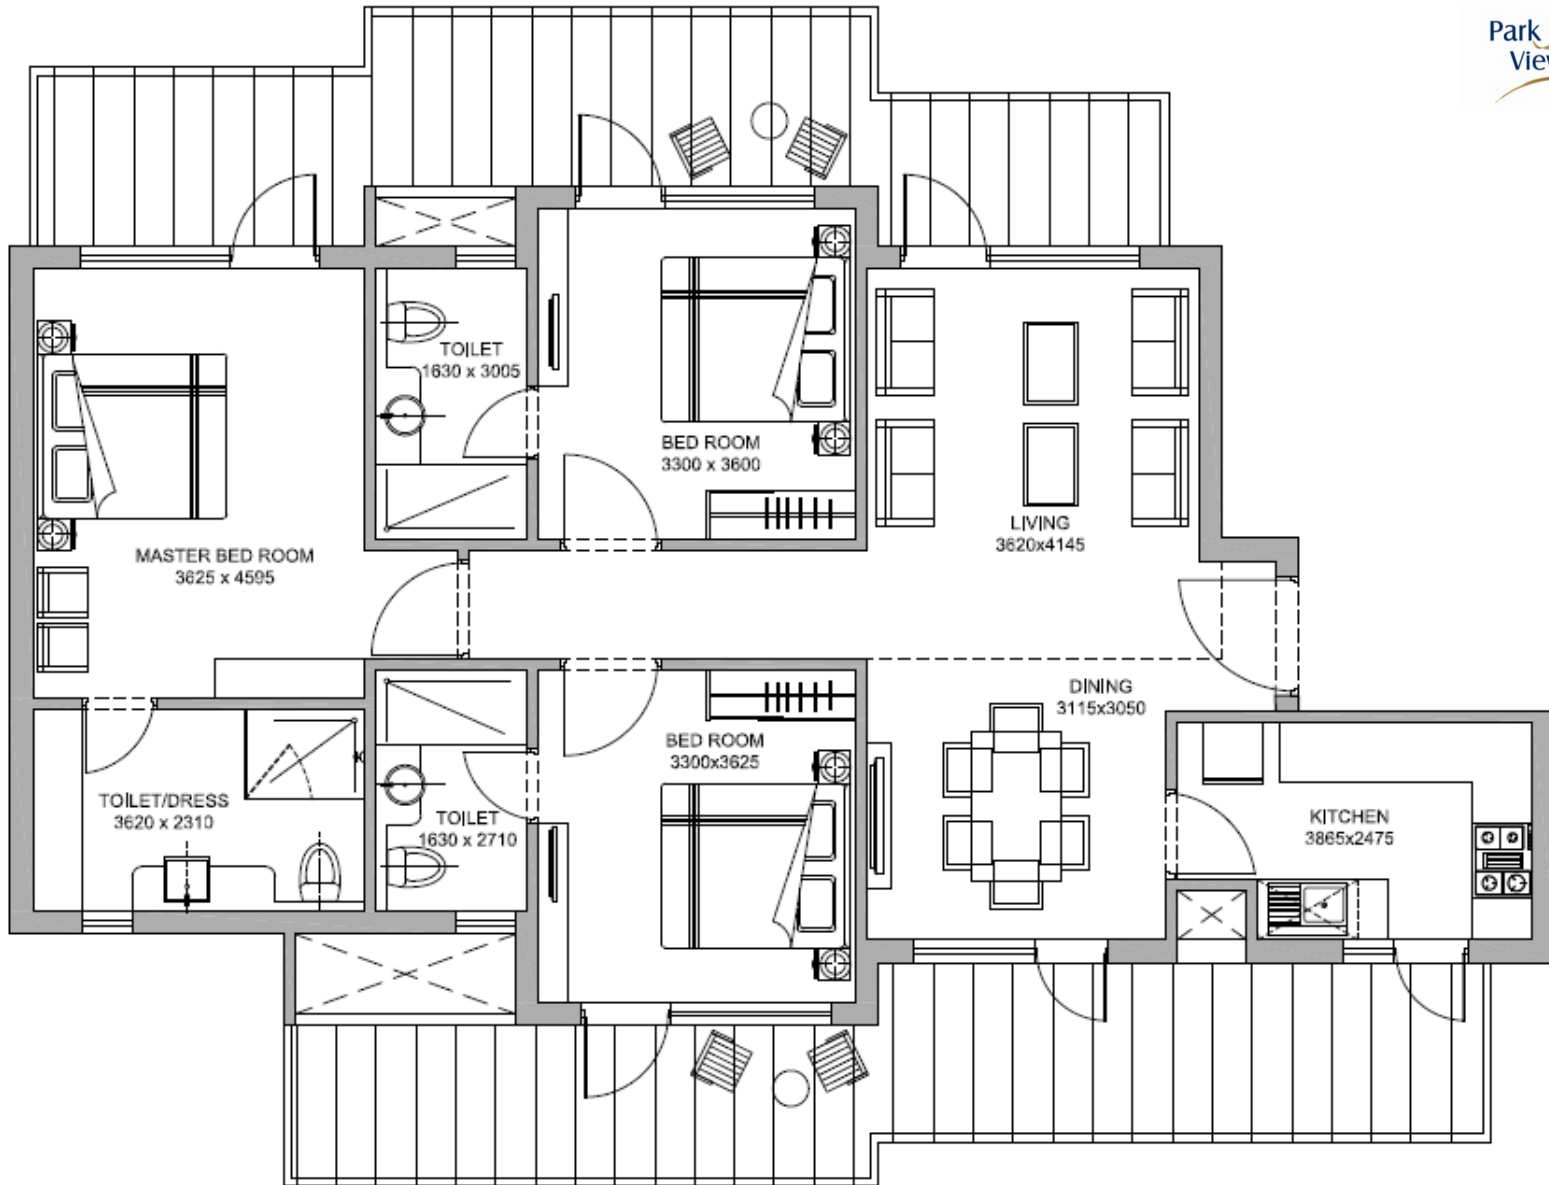 Park
TOILET
1630 x 3005
BED ROOM
3300 x 3600
LIVING
3620x4145
MASTER BED ROOM
3625 x 4595
DINING
3115x3050
BED ROOM
3300x3625
TOILET/DRESS
3620 x 2310
TOILET
1630 x 2710
KITCHEN
3865x2475